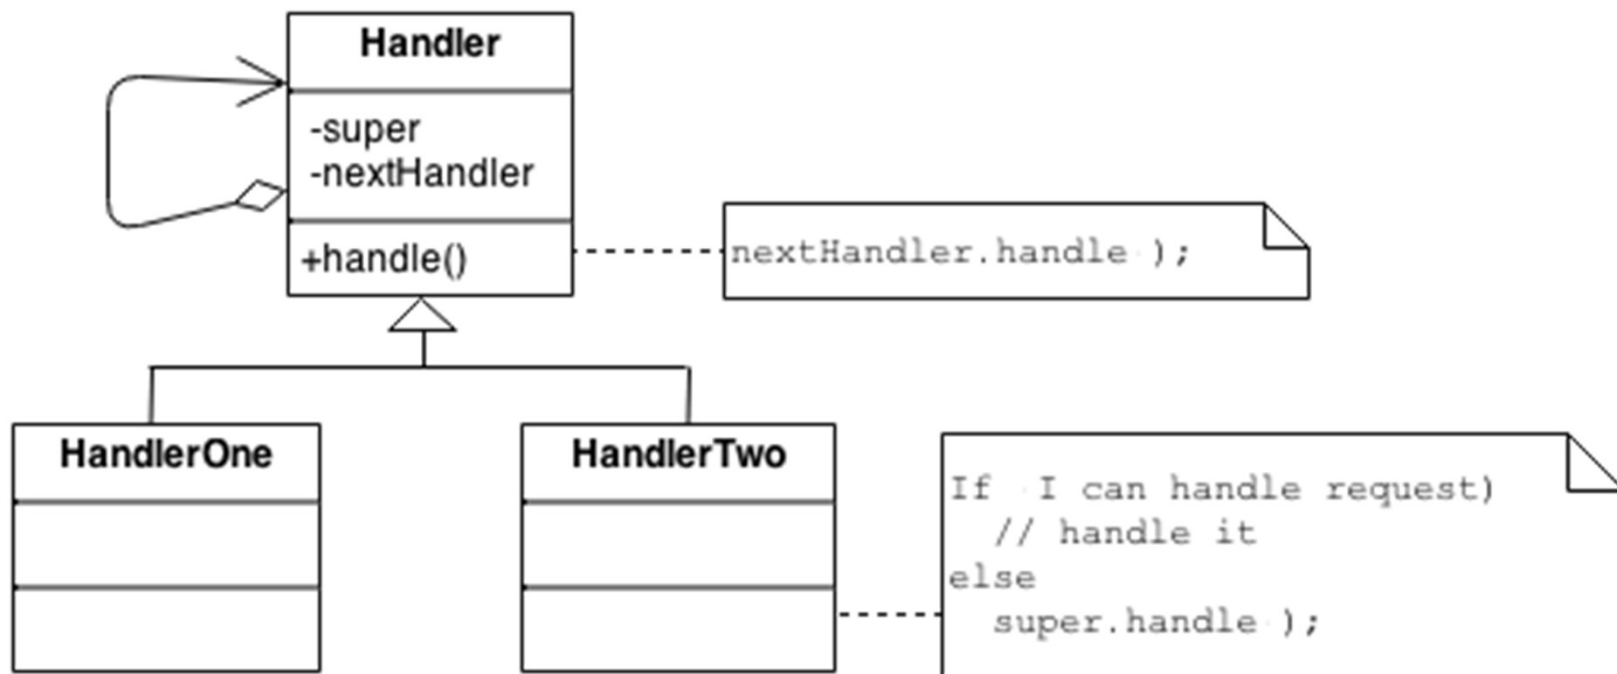 Handler
-super
-nextHandler
+handle()
nextHandler.handle );
HandlerOne
HandlerTwo
If I can handle request)
// handle it
else
super.handle );